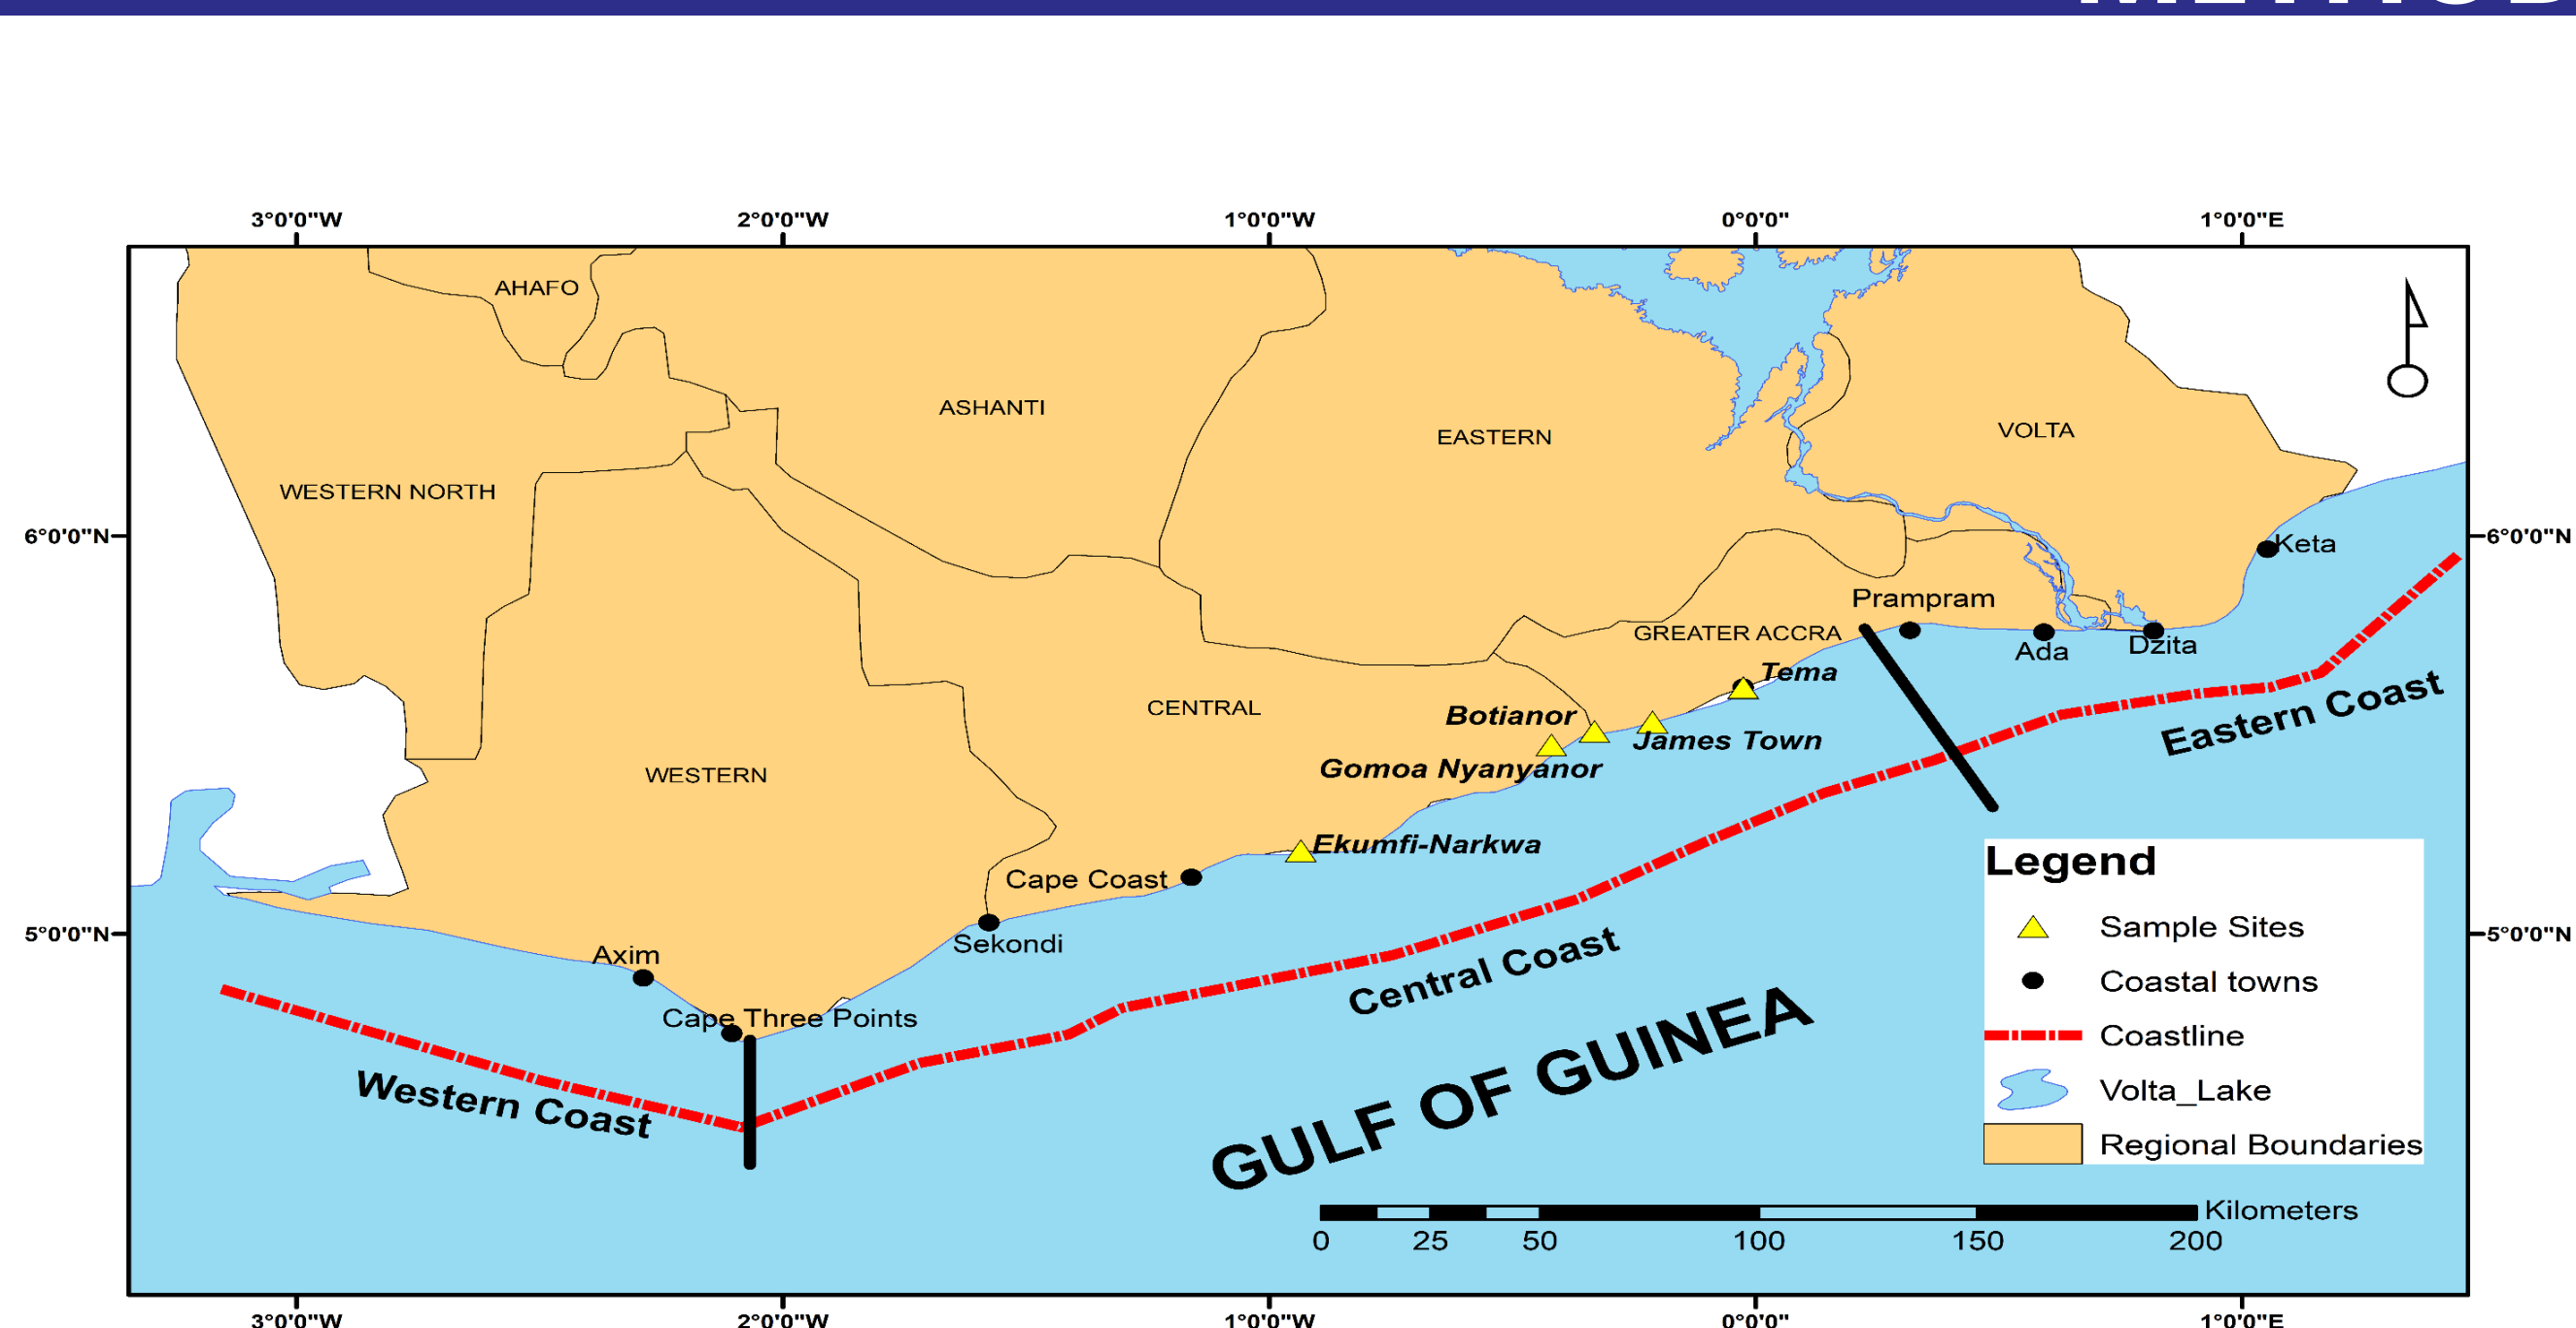 3°0'0"W 2°0'0"W 1°0'0"W 0°0'0" 1°0'0"E
AHAFO
ASHANTI
EASTERN
VOLTA
WESTERN NORTH
6°0'0"N 6°0'0"N
Keta
Prampram
GREATER ACCRA
Ada
Dzita
Tema
Botianor
CENTRAL
James Town
Eastern Coast
Gomoa Nyanyanor
WESTERN
Ekumfi-Narkwa
Cape Coast
Sekondi
5°0'0"N 5°0'0"N
Axim
Cape Three Points
Central Coast
Western Coast
GULF OF GUINEA
Legend
Sample Sites
Coastal towns
Coastline
Volta_Lake
Regional Boundaries
Kilometers
0 25 50 100 150 200
3°0'0"W 2°0'0"W 1°0'0"W 0°0'0" 1°0'0"E